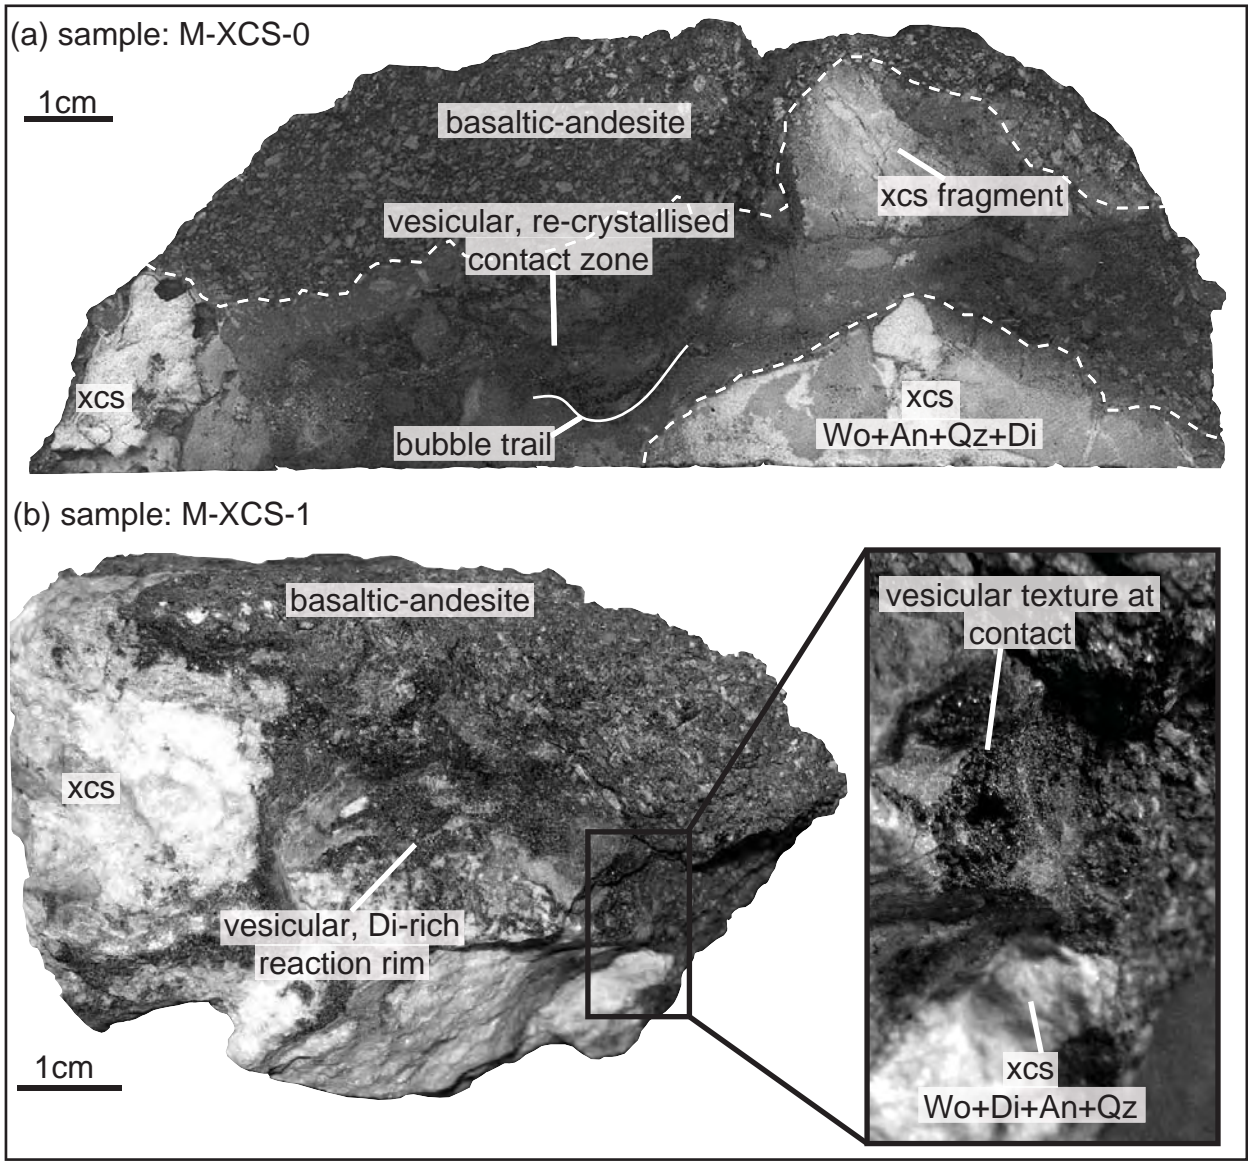 (a) sample: M-XCS-0
1cm
basaltic-andesite
xcs fragment
vesicular, re-crystallised
contact zone
xcs
bubble trail
xcs
Wo+An+Qz+Di
(b) sample: M-XCS-1
1cm
basaltic-andesite
xcs
vesicular, Di-rich
reaction rim
vesicular texture at
contact
xcs
Wo+Di+An+Qz